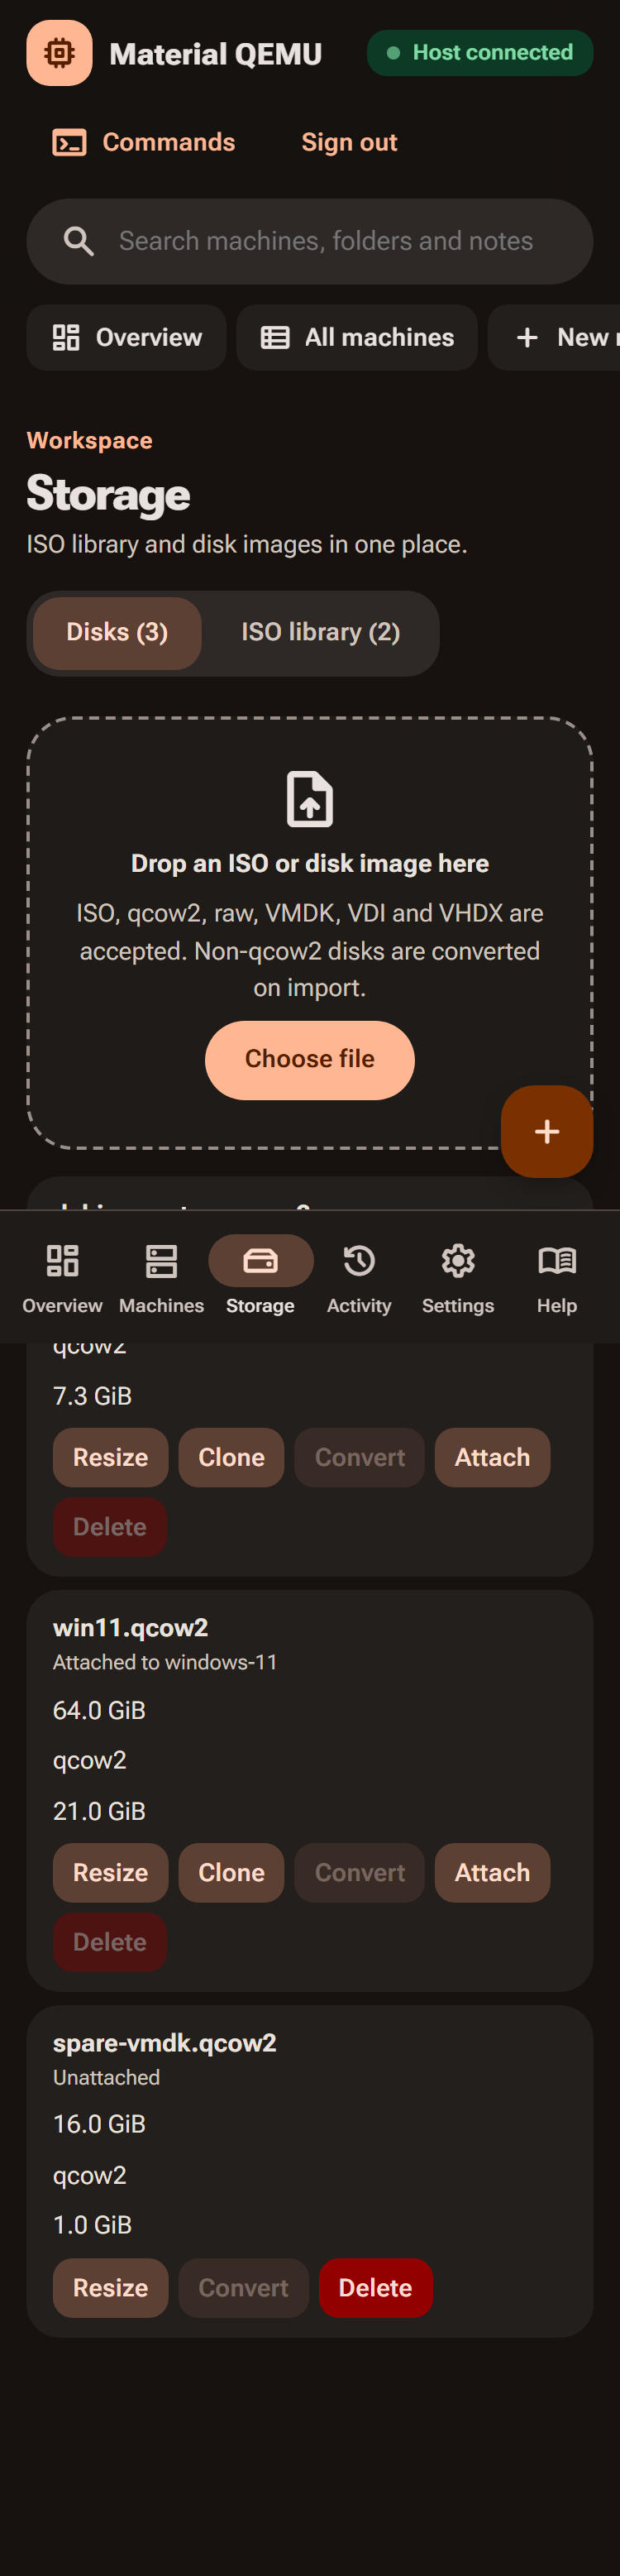 Material QEMU
Host connected
Commands
Sign out
Search machines, folders and notes
Overview
All machines
New
Workspace
Storage
ISO library and disk images in one place.
Disks (3)
ISO library (2)
Drop an ISO or disk image here
ISO, qcow2, raw, VMDK, VDI and VHDX are
accepted. Non-qcow2 disks are converted
on import.
Choose file
Overview
Machines
Storage
Activity
Settings
Help
qcow2
7.3 GiB
Resize
Clone
Convert
Attach
Delete
win11.qcow2
Attached to windows-11
64.0 GiB
qcow2
21.0 GiB
Resize
Clone
Convert
Attach
Delete
spare-vmdk.qcow2
Unattached
16.0 GiB
qcow2
1.0 GiB
Resize
Convert
Delete